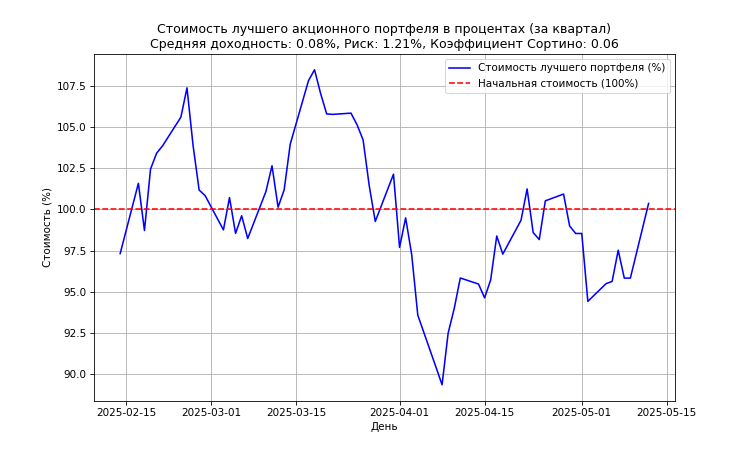 Стоимость лучшего акционного портфеля в процентах (за квартал)
Средняя доходность: 0.08%, Риск: 1.21%, Коэффициент Сортино: 0.06
Стоимость лучшего портфеля (%)
Начальная стоимость (100%)
Стоимость (%)
107.5
105.0
102.5
100.0
97.5
95.0
92.5
90.0
2025-02-15 2025-03-01 2025-03-15 2025-04-01 2025-04-15 2025-05-01 2025-05-15
День